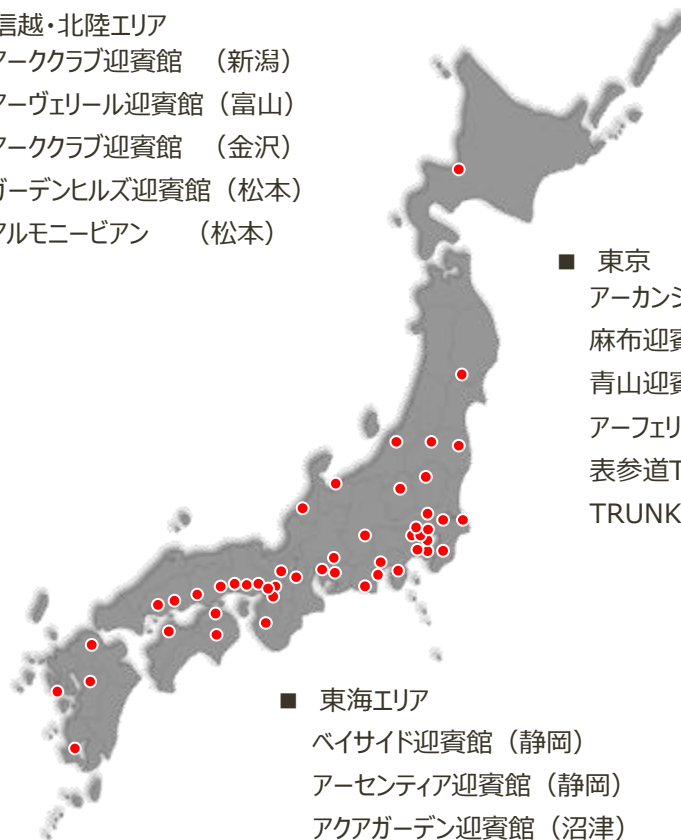 信越・北陸エリア
アーククラブ迎賓館 （新潟）
アーヴェリール迎賓館（富山）
アーククラブ迎賓館 （金沢）
ガーデンヒルズ迎賓館（松本）
アルモニービアン （松本）
■ 東京
アーカンジ
麻布迎賓
青山迎賓
アーフェリ
表参道T
TRUNK
■ 東海エリア
ベイサイド迎賓館（静岡）
アーセンティア迎賓館（静岡）
アクアガーデン迎賓館（沼津）